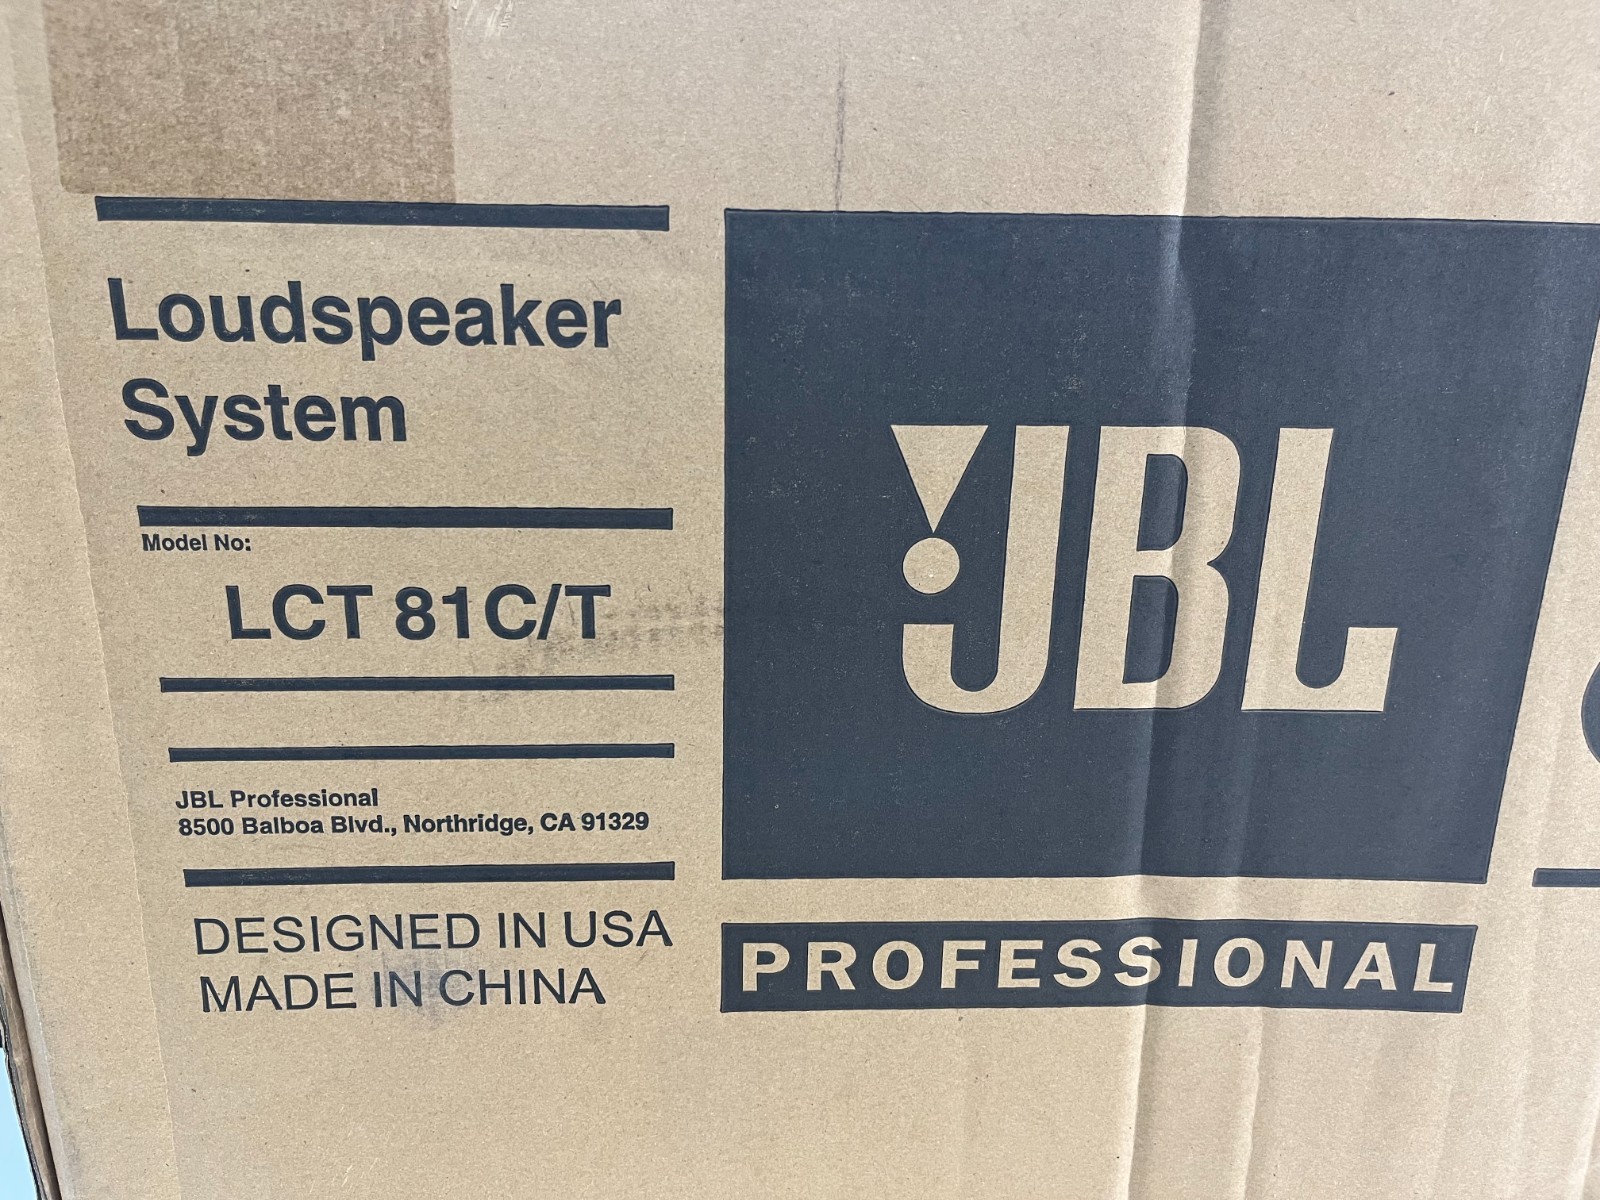 Loudspeaker
System
Model No:
LCT 81C/T
JBL Professional
8500 Balboa Blvd., Northridge, CA 91329
DESIGNED IN USA
MADE IN CHINA
JBL
PROFESSIONAL